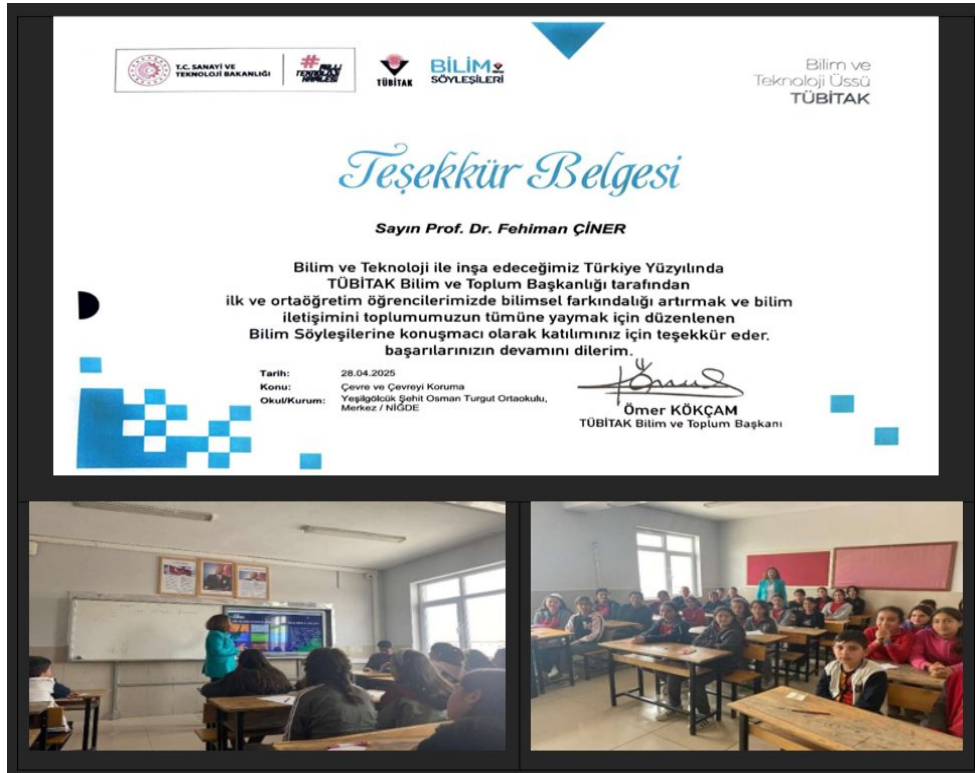 T.C. SANAYİ VE
TEKNOLOJİ BAKANLIĞI
#MİLLİ
TEKNOLOJİ
HAMLESİ
TÜBİTAK
BİLİM
SÖYLEŞİLERİ
Bilim ve
Teknoloji Üssü
TÜBİTAK
Teşekkür Belgesi
Sayın Prof. Dr. Fehiman ÇİNER
Bilim ve Teknoloji ile inşa edeceğimiz Türkiye Yüzyılında
TÜBİTAK Bilim ve Toplum Başkanlığı tarafından
ilk ve ortaöğretim öğrencilerimizde bilimsel farkındalığı artırmak ve bilim
iletişimini toplumumuzun tümüne yaymak için düzenlenen
Bilim Söyleşilerine konuşmacı olarak katılımınız için teşekkür eder,
başarılarınızın devamını dilerim.
Tarih: 28.04.2025
Konu: Çevre ve Çevreyi Koruma
Okul/Kurum: Yeşilgölcük Şehit Osman Turgut Ortaokulu,
Merkez / NİĞDE
Ömer KÖKÇAM
TÜBİTAK Bilim ve Toplum Başkanı